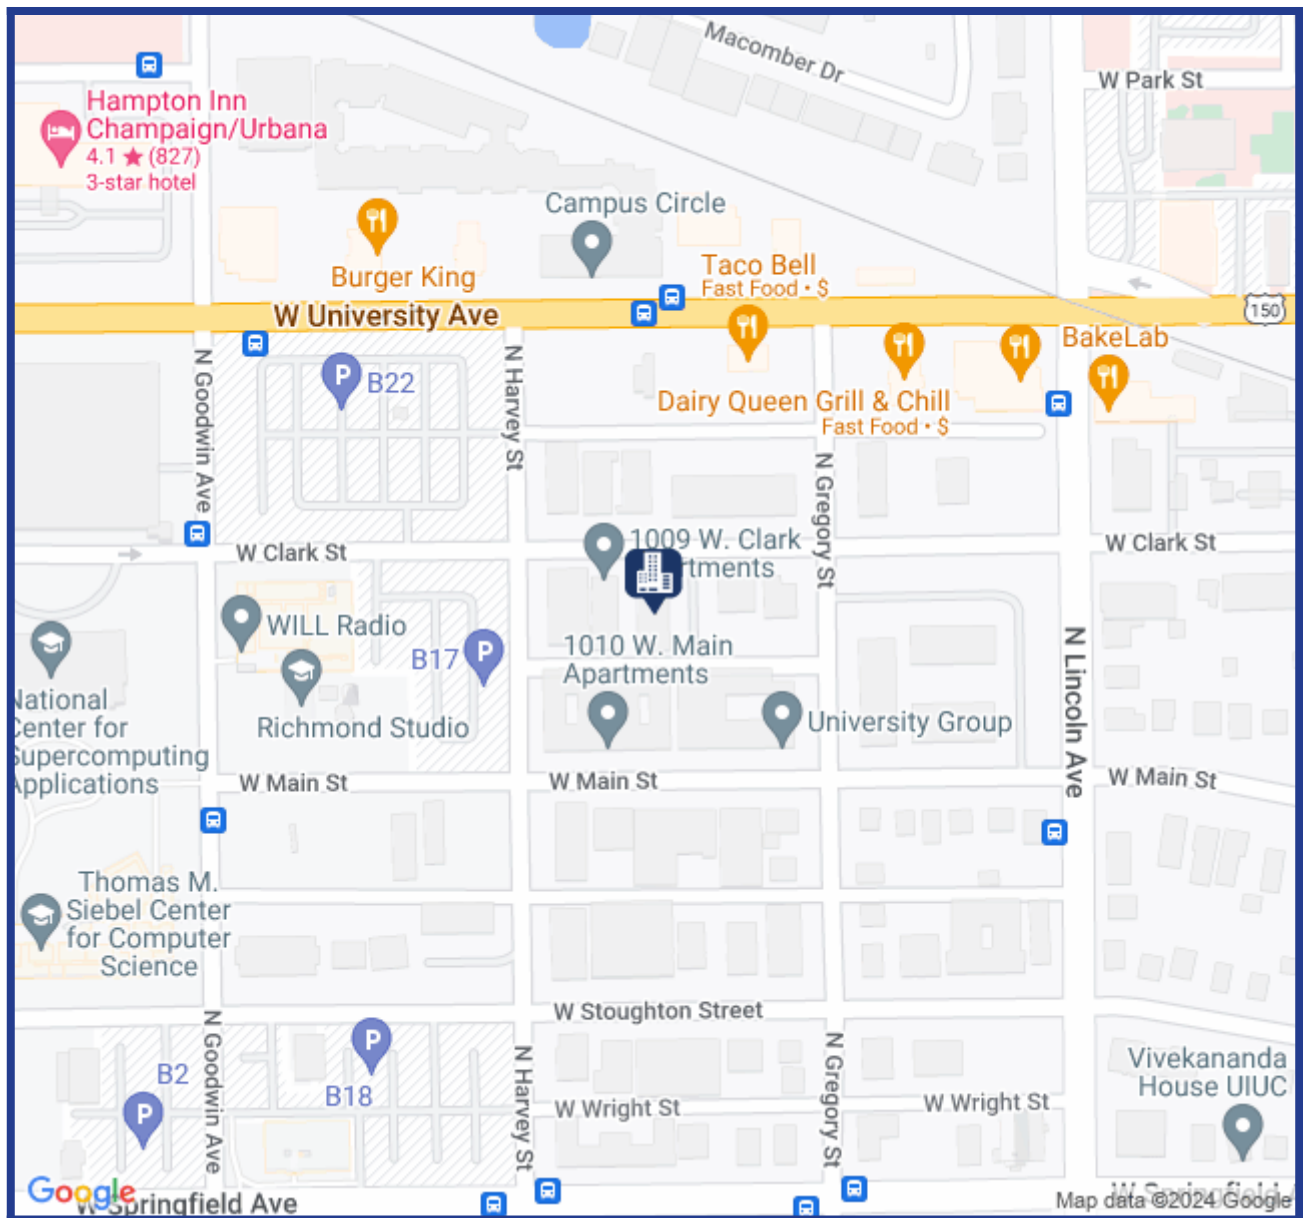 Macomber Dr
W Park St
Hampton Inn
Champaign/Urbana
4.1 ★ (827)
3-star hotel
Campus Circle
Burger King
Taco Bell
Fast Food • $
W University Ave
150
BakeLab
N Goodwin Ave
N Harvey St
P
B22
Dairy Queen Grill & Chill
Fast Food • $
N Gregory St
W Clark St
1009 W. Clark
rtments
W Clark St
WILL Radio
B17
P
1010 W. Main
Apartments
N Lincoln Ave
National
Center for
Supercomputing
Applications
Richmond Studio
University Group
W Main St
W Main St
W Main St
Thomas M.
Siebel Center
for Computer
Science
W Stoughton Street
N Goodwin Ave
N Harvey St
N Gregory St
P
B18
B2
P
Vivekananda
House UIUC
W Wright St
W Wright St
Google
W Springfield Ave
W Springfield A
Map data ©2024 Google